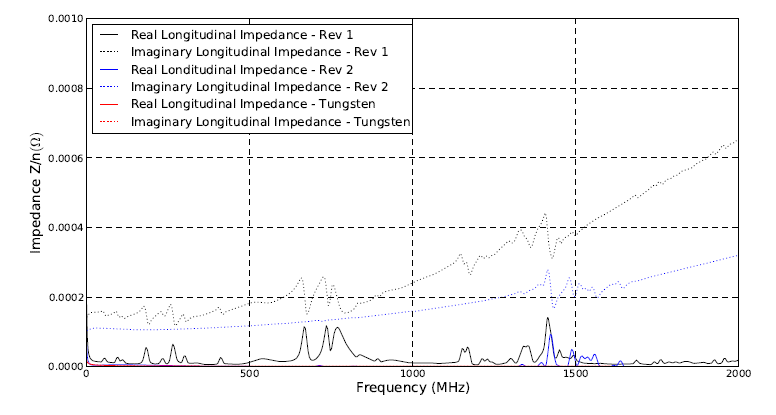 0.0010
Real Longitudinal Impedance - Rev 1
Imaginary Longitudinal Impedance - Rev 1
Real Londitudinal Impedance - Rev 2
Imaginary Longitudinal Impedance - Rev 2
Real Longitudinal Impedance - Tungsten
Imaginary Longitudinal Impedance - Tungsten
0.0008
0.0006
0.0004
0.0002
0.0000
Impedance Z/n(Ω)
0 500 1000 1500 2000
Frequency (MHz)